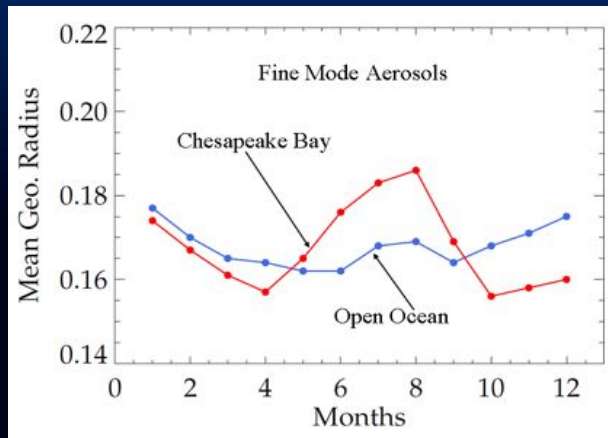 0.22
Fine Mode Aerosols
0.20
Chesapeake Bay
0.18
0.16
Open Ocean
0.14
0 2 4 6 8 10 12
Months
Mean Geo. Radius